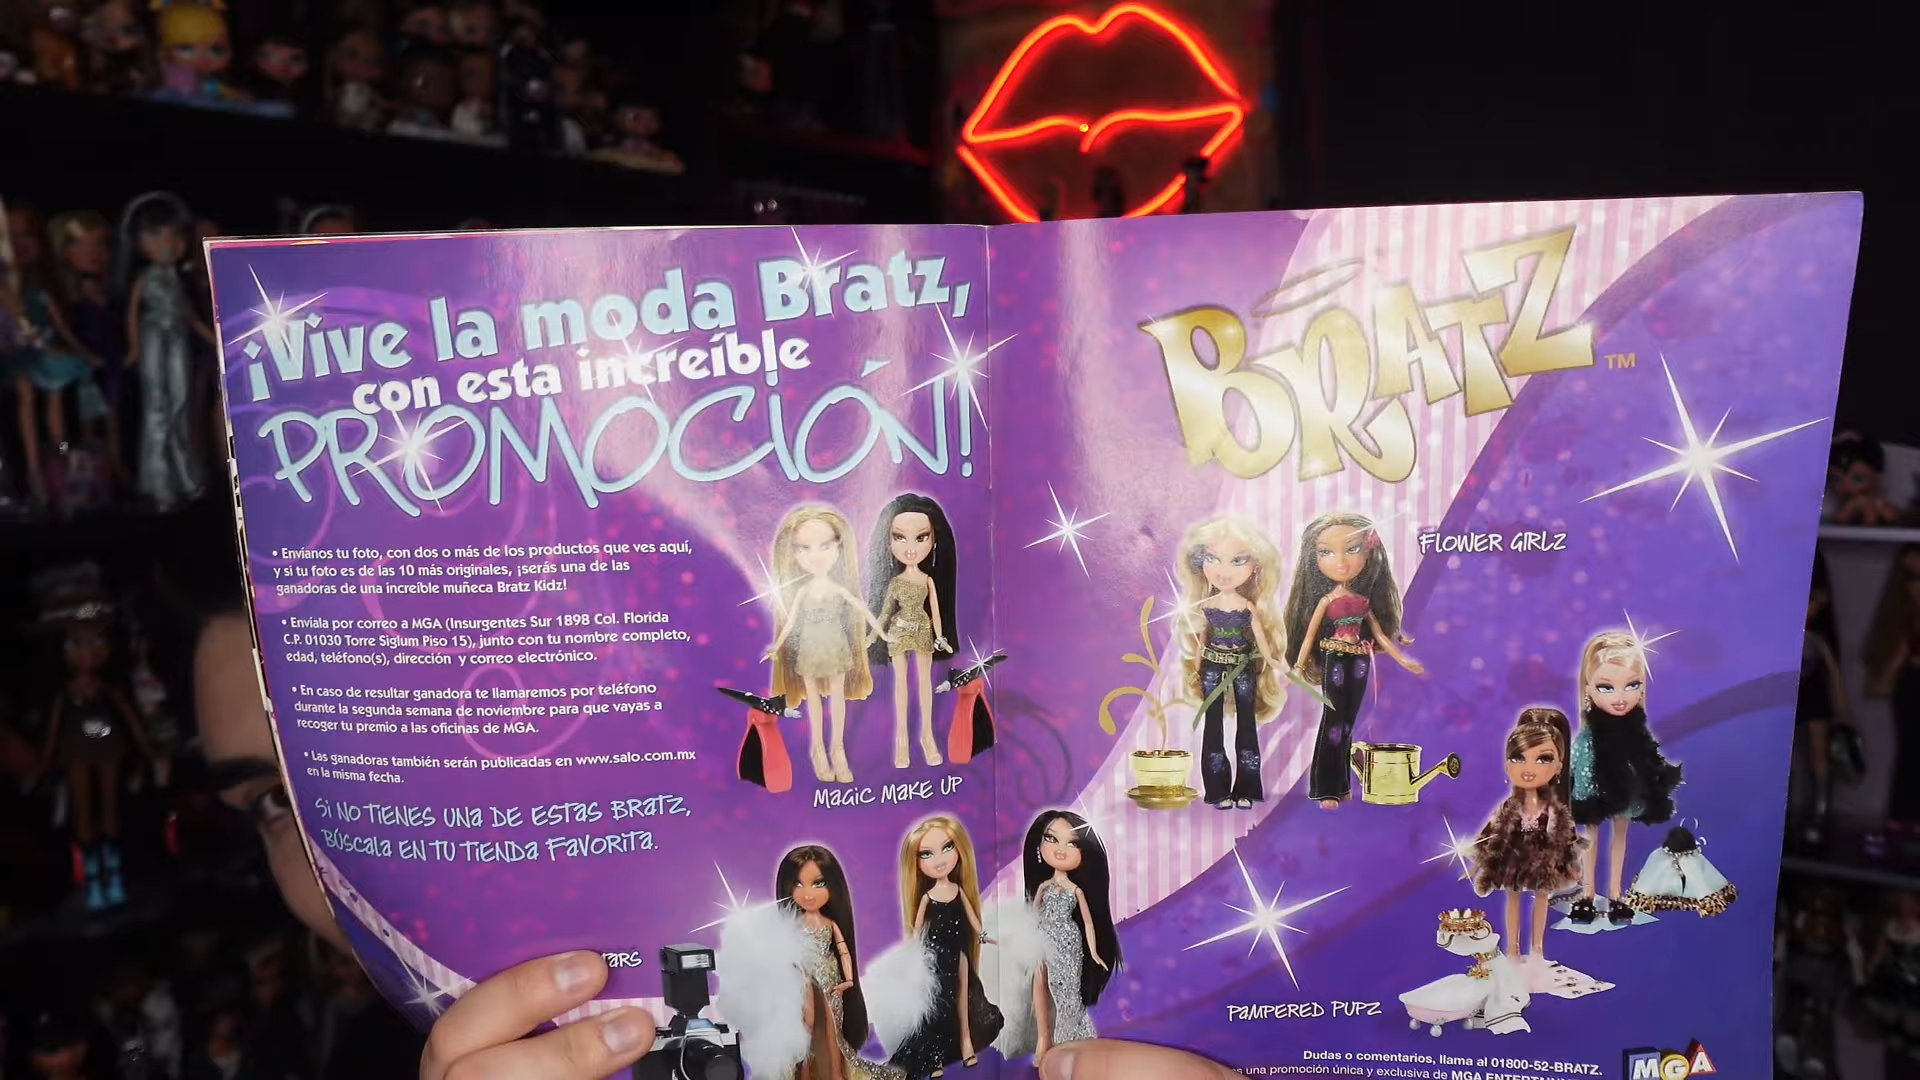 ¡Vive la moda Bratz,
con esta increíble
PROMOCIÓN!
• Envíanos tu foto, con dos o más de los productos que ves aquí,
y si tu foto es de las 10 más originales, ¡serás una de las
ganadoras de una increíble muñeca Bratz Kidz!
• Envíala por correo a MGA (Insurgentes Sur 1898 Col. Florida
C.P. 01030 Torre Siglum Piso 15), junto con tu nombre completo,
edad, teléfono(s), dirección y correo electrónico.
• En caso de resultar ganadora te llamaremos por teléfono
durante la segunda semana de noviembre para que vayas a
recoger tu premio a las oficinas de MGA.
• Las ganadoras también serán publicadas en www.salo.com.mx
en la misma fecha.
SI NO TIENES UNA DE ESTAS BRATZ,
BÚSCALA EN TU TIENDA FAVORITA.
MAGIC MAKE UP
BRATZ™
FLOWER GIRLZ
PAMPERED PUPZ
Dudas o comentarios, llama al 01800-52-BRATZ.
una promoción única y exclusiva de MGA
MGA